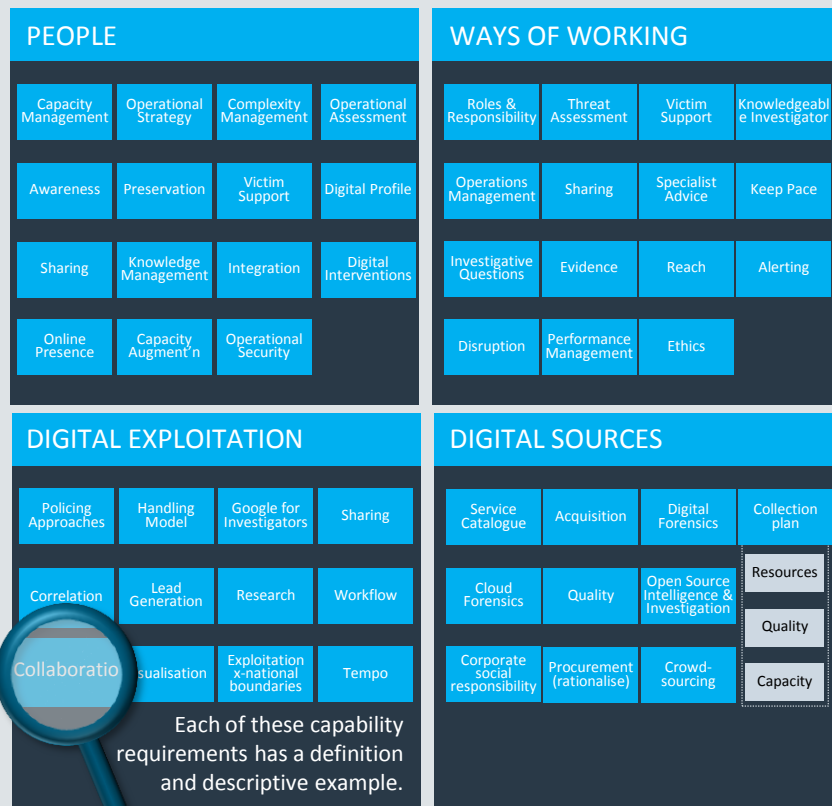 PEOPLE
Capacity
Management
Operational
Strategy
Complexity
Management
Operational
Assessment
Awareness
Preservation
Victim
Support
Digital Profile
Sharing
Knowledge
Management
Integration
Digital
Interventions
Online
Presence
Capacity
Augment’n
Operational
Security
WAYS OF WORKING
Roles &
Responsibility
Threat
Assessment
Victim
Support
Knowledgeabl
e Investigator
Operations
Management
Sharing
Specialist
Advice
Keep Pace
Investigative
Questions
Evidence
Reach
Alerting
Disruption
Performance
Management
Ethics
DIGITAL EXPLOITATION
Policing
Approaches
Handling
Model
Google for
Investigators
Sharing
Correlation
Lead
Generation
Research
Workflow
Collaboratio
sualisation
Exploitation
x-national
boundaries
Tempo
Each of these capability
requirements has a definition
and descriptive example.
DIGITAL SOURCES
Service
Catalogue
Acquisition
Digital
Forensics
Collection
plan
Resources
Cloud
Forensics
Quality
Open Source
Intelligence &
Investigation
Quality
Corporate
social
responsibility
Procurement
(rationalise)
Crowd-
sourcing
Capacity